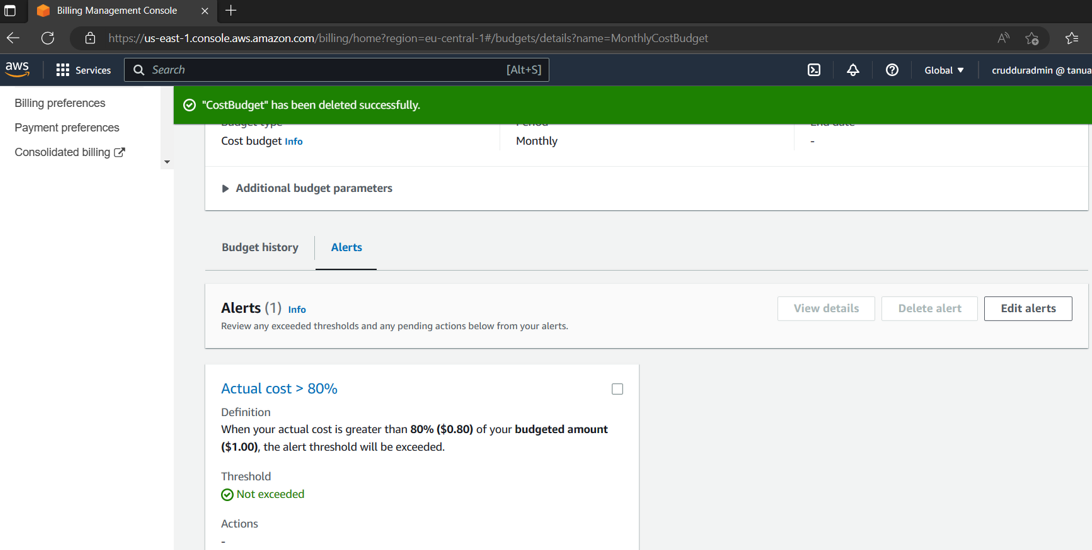 Billing Management Console
https://us-east-1.console.aws.amazon.com/billing/home?region=eu-central-1#/budgets/details?name=MonthlyCostBudget
aws
Services
Search
[Alt+S]
Global
crudduradmin @ tanua
Billing preferences
Payment preferences
Consolidated billing
"CostBudget" has been deleted successfully.
Budget type
Period
End date
Cost budget Info
Monthly
-
Additional budget parameters
Budget history
Alerts
Alerts (1) Info
Review any exceeded thresholds and any pending actions below from your alerts.
View details
Delete alert
Edit alerts
Actual cost > 80%
Definition
When your actual cost is greater than 80% ($0.80) of your budgeted amount
($1.00), the alert threshold will be exceeded.
Threshold
Not exceeded
Actions
-